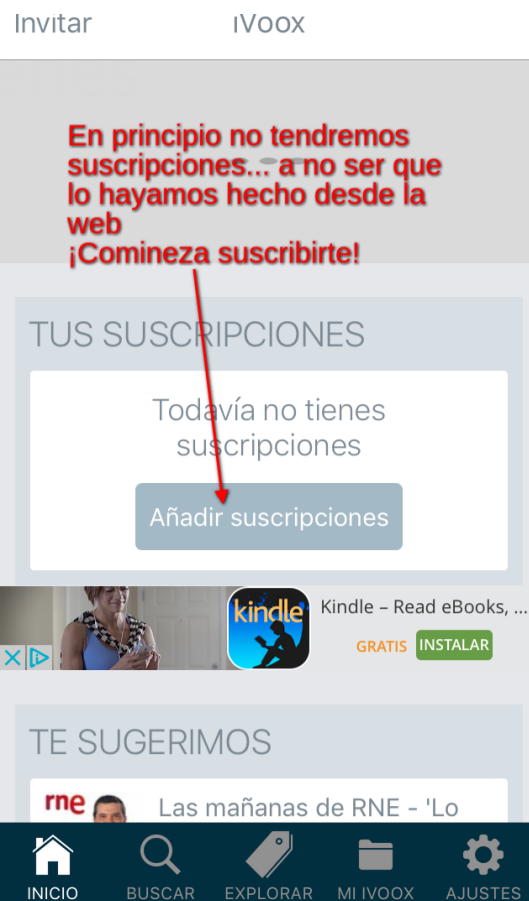 Invitar
iVoox
En principio no tendremos
suscripciones... a no ser que
lo hayamos hecho desde la
web
¡Comineza suscribirte!
TUS SUSCRIPCIONES
Todavía no tienes
suscripciones
Añadir suscripciones
kindle
Kindle – Read eBooks, ...
GRATIS
INSTALAR
TE SUGERIMOS
rne
Las mañanas de RNE - 'Lo
INICIO
BUSCAR
EXPLORAR
MI IVOOX
AJUSTES